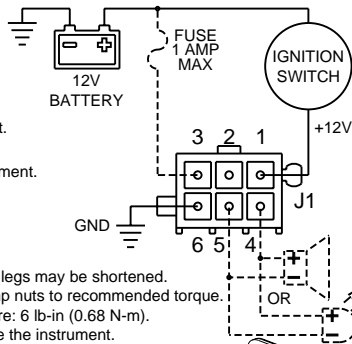 FUSE
1 AMP
MAX
IGNITION
SWITCH
12V
BATTERY
+12V
t.
ment.
3 2 1
J1
GND
6 5 4
legs may be shortened.
p nuts to recommended torque.
OR
re: 6 lb-in (0.68 N-m).
e the instrument.